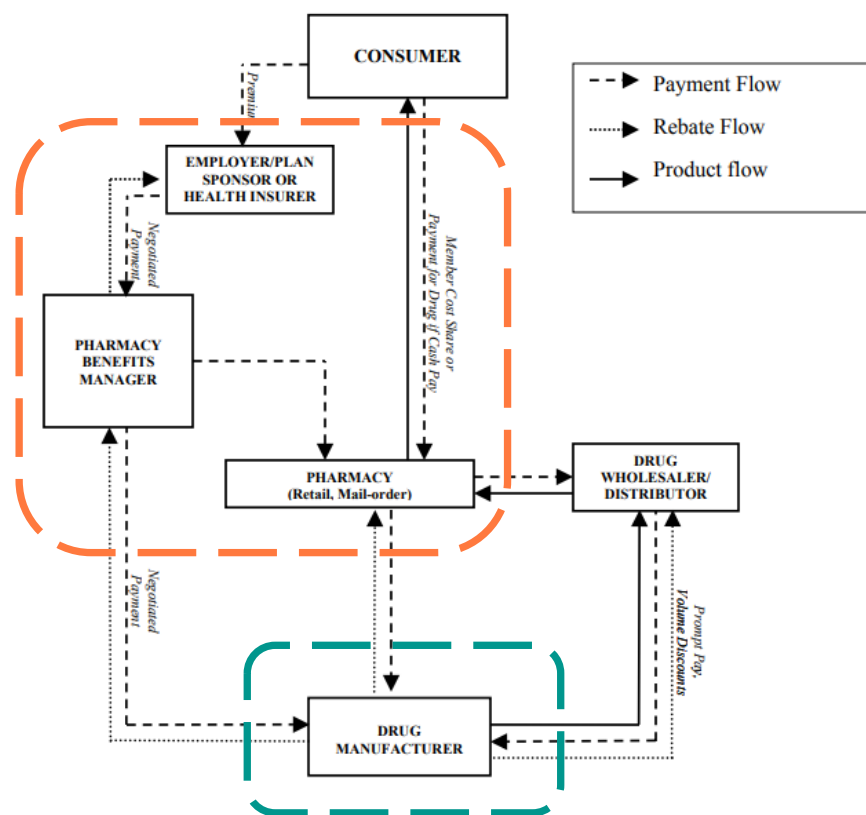 CONSUMER
Payment Flow
Rebate Flow
Product flow
Premium
EMPLOYER/PLAN
SPONSOR OR
HEALTH INSURER
Negotiated
Payment
Member Cost Share or
Payment for Drug if Cash Pay
PHARMACY
BENEFITS
MANAGER
PHARMACY
(Retail, Mail-order)
DRUG
WHOLESALER/
DISTRIBUTOR
Negotiated
Payment
Prompt Pay,
Volume Discounts
DRUG
MANUFACTURER